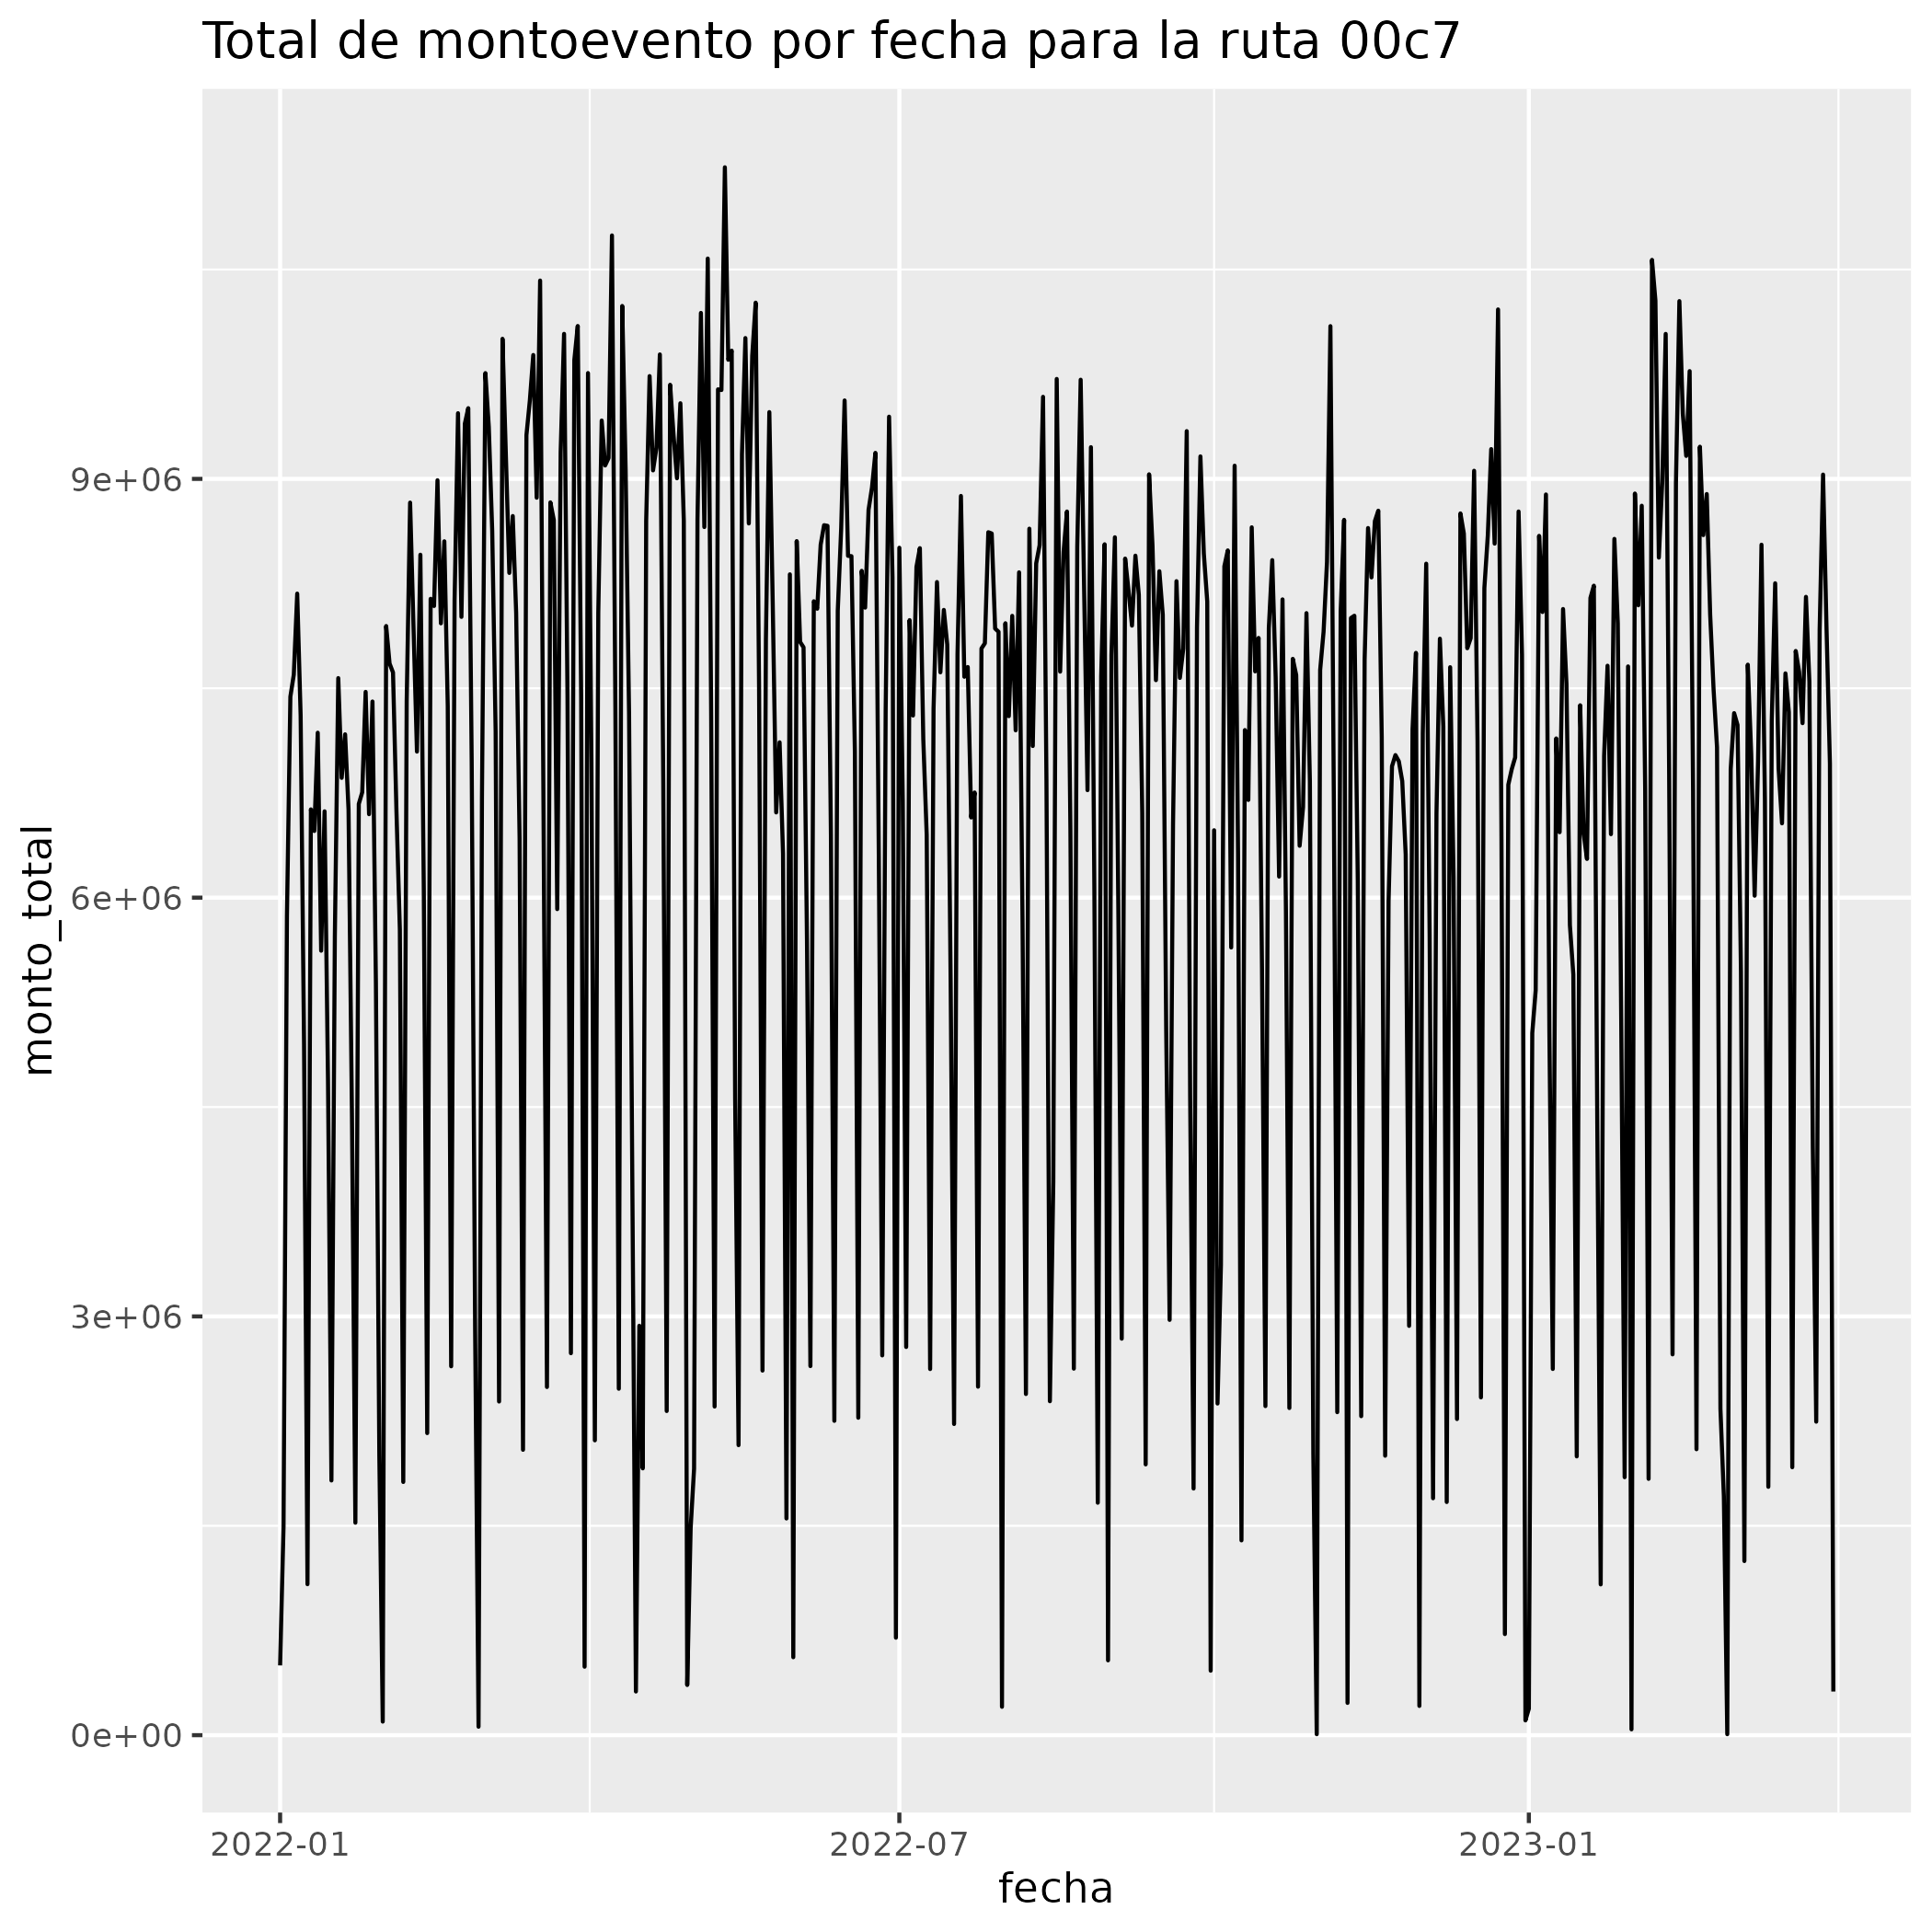 Total de montoevento por fecha para la ruta 00c7
monto_total
9e+06
6e+06
3e+06
0e+00
2022-01
2022-07
2023-01
fecha